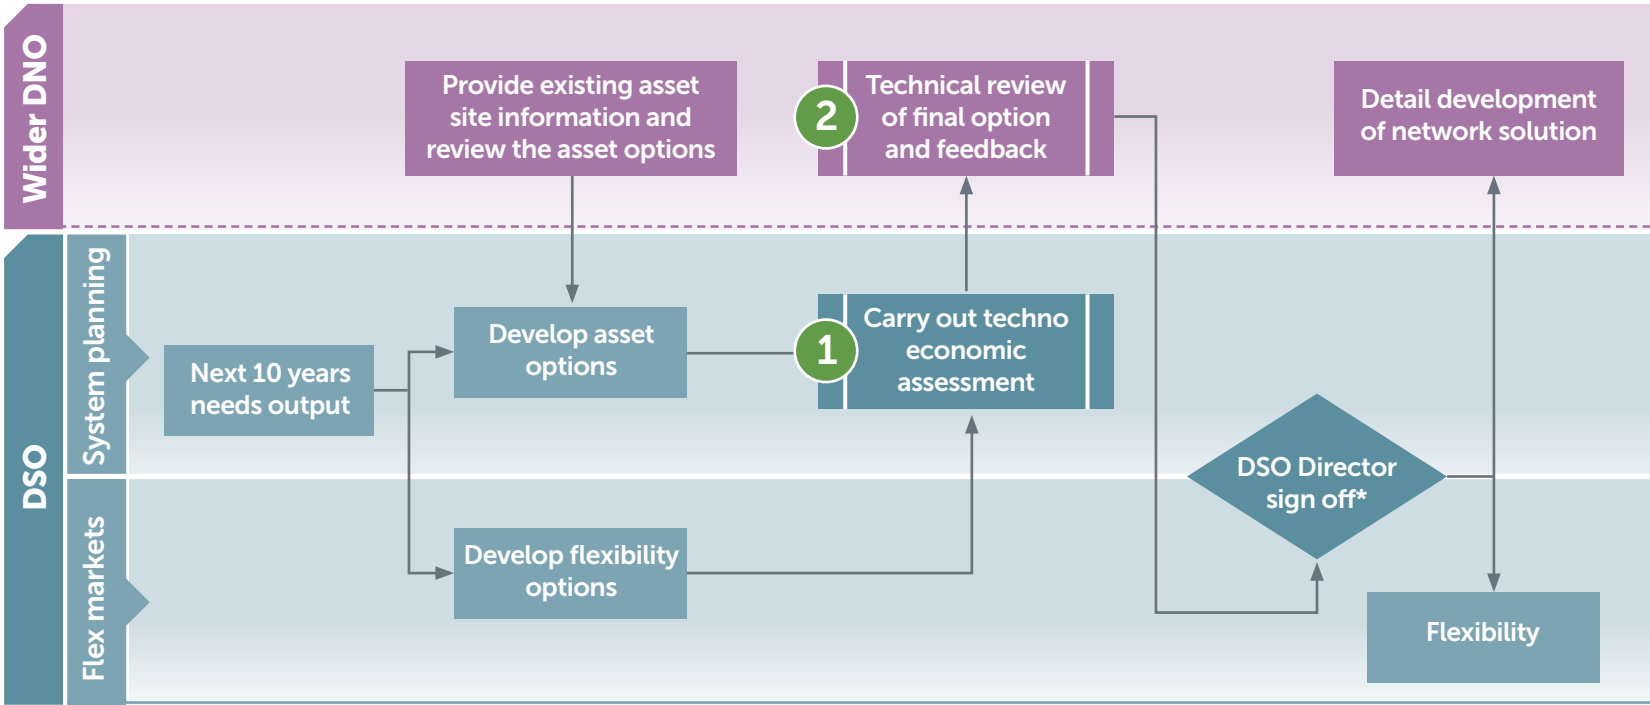 Wider DNO
Provide existing asset
site information and
review the asset options
2
Technical review
of final option
and feedback
Detail development
of network solution
DSO
System planning
Next 10 years
needs output
Develop asset
options
1
Carry out techno
economic
assessment
DSO Director
sign off*
Flex markets
Develop flexibility
options
Flexibility